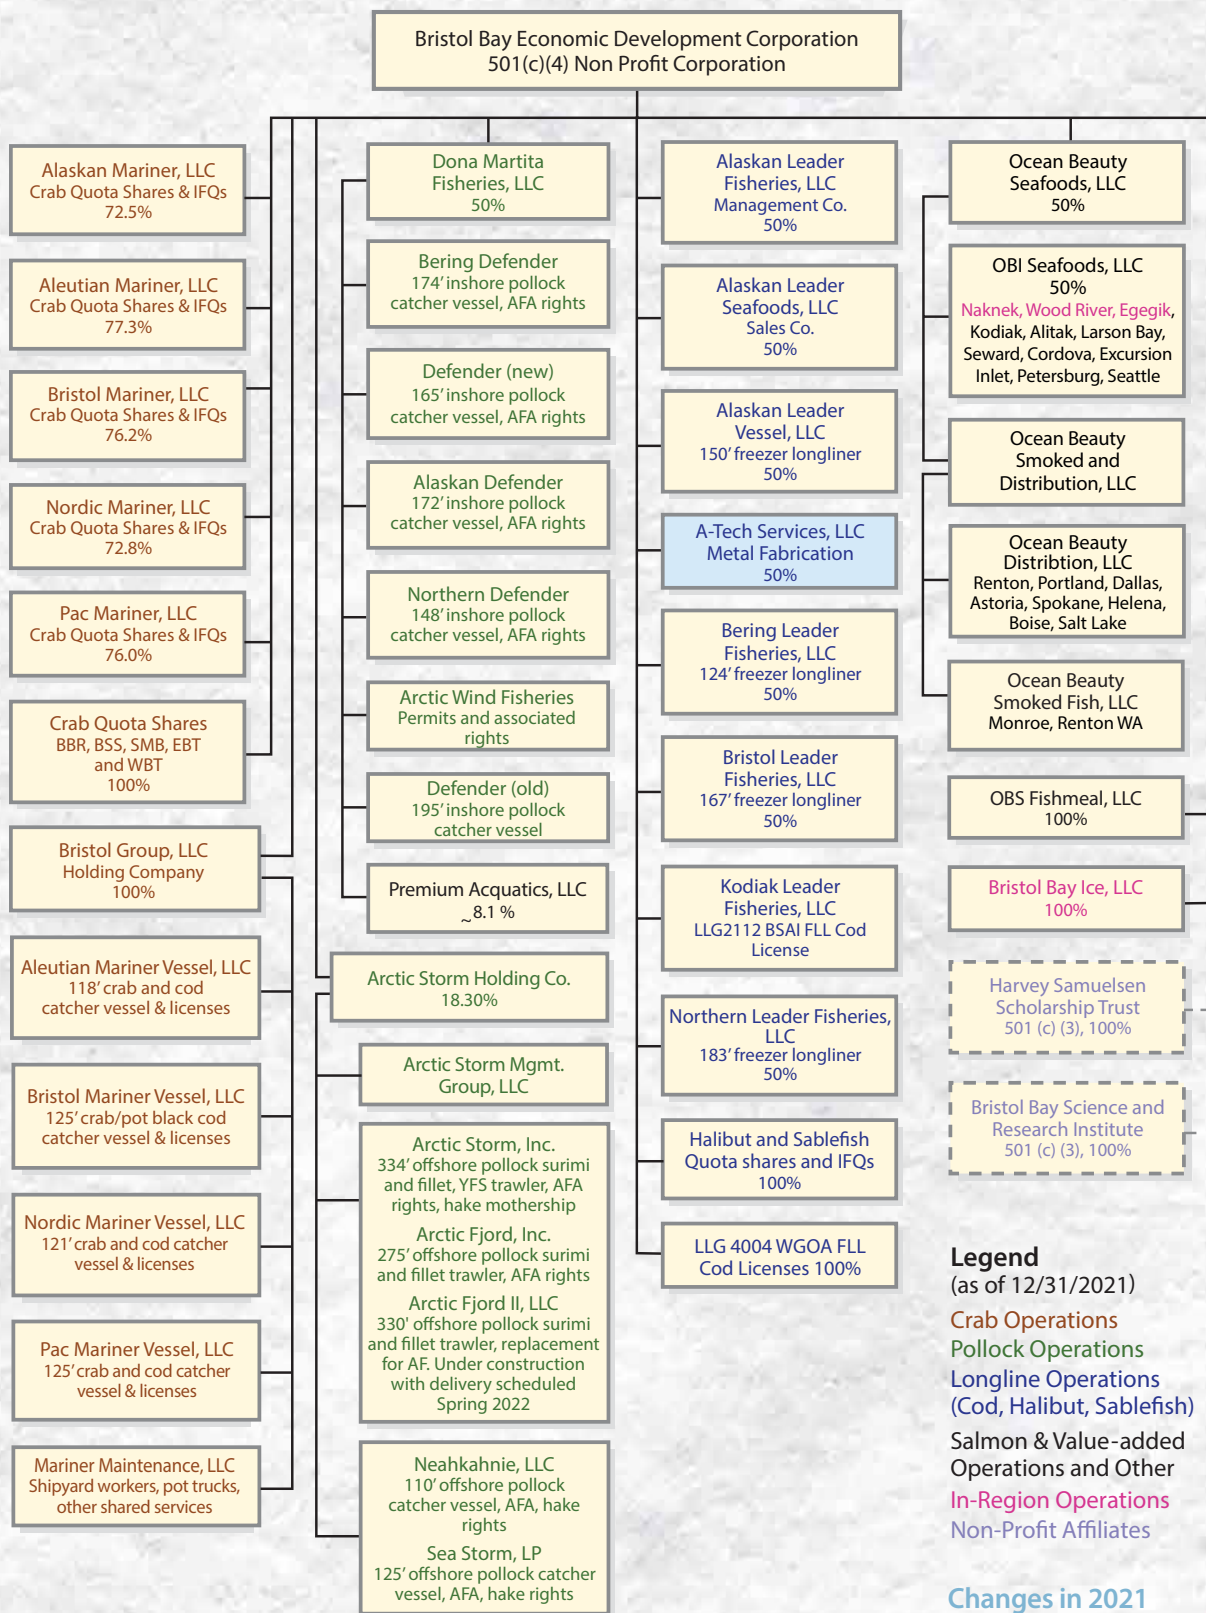 Bristol Bay Economic Development Corporation
501(c)(4) Non Profit Corporation
Alaskan Mariner, LLC
Crab Quota Shares & IFQs
72.5%
Aleutian Mariner, LLC
Crab Quota Shares & IFQs
77.3%
Bristol Mariner, LLC
Crab Quota Shares & IFQs
76.2%
Nordic Mariner, LLC
Crab Quota Shares & IFQs
72.8%
Pac Mariner, LLC
Crab Quota Shares & IFQs
76.0%
Crab Quota Shares
BBR, BSS, SMB, EBT
and WBT
100%
Bristol Group, LLC
Holding Company
100%
Aleutian Mariner Vessel, LLC
118’ crab and cod
catcher vessel & licenses
Bristol Mariner Vessel, LLC
125’ crab/pot black cod
catcher vessel & licenses
Nordic Mariner Vessel, LLC
121’ crab and cod catcher
vessel & licenses
Pac Mariner Vessel, LLC
125’ crab and cod catcher
vessel & licenses
Mariner Maintenance, LLC
Shipyard workers, pot trucks,
other shared services
Dona Martita
Fisheries, LLC
50%
Bering Defender
174’ inshore pollock
catcher vessel, AFA rights
Defender (new)
165’ inshore pollock
catcher vessel, AFA rights
Alaskan Defender
172’ inshore pollock
catcher vessel, AFA rights
Northern Defender
148’ inshore pollock
catcher vessel, AFA rights
Arctic Wind Fisheries
Permits and associated
rights
Defender (old)
195’ inshore pollock
catcher vessel
Premium Acquatics, LLC
~8.1 %
Arctic Storm Holding Co.
18.30%
Arctic Storm Mgmt.
Group, LLC
Arctic Storm, Inc.
334’ offshore pollock surimi
and fillet, YFS trawler, AFA
rights, hake mothership
Arctic Fjord, Inc.
275’ offshore pollock surimi
and fillet trawler, AFA rights
Arctic Fjord II, LLC
330' offshore pollock surimi
and fillet trawler, replacement
for AF. Under construction
with delivery scheduled
Spring 2022
Neahkahnie, LLC
110’ offshore pollock
catcher vessel, AFA, hake
rights
Sea Storm, LP
125’ offshore pollock catcher
vessel, AFA, hake rights
Alaskan Leader
Fisheries, LLC
Management Co.
50%
Alaskan Leader
Seafoods, LLC
Sales Co.
50%
Alaskan Leader
Vessel, LLC
150’ freezer longliner
50%
A-Tech Services, LLC
Metal Fabrication
50%
Bering Leader
Fisheries, LLC
124’ freezer longliner
50%
Bristol Leader
Fisheries, LLC
167’ freezer longliner
50%
Kodiak Leader
Fisheries, LLC
LLG2112 BSAI FLL Cod
License
Northern Leader Fisheries,
LLC
183’ freezer longliner
50%
Halibut and Sablefish
Quota shares and IFQs
100%
LLG 4004 WGOA FLL
Cod Licenses 100%
Ocean Beauty
Seafoods, LLC
50%
OBI Seafoods, LLC
50%
Naknek, Wood River, Egegik,
Kodiak, Alitak, Larson Bay,
Seward, Cordova, Excursion
Inlet, Petersburg, Seattle
Ocean Beauty
Smoked and
Distribution, LLC
Ocean Beauty
Distribtion, LLC
Renton, Portland, Dallas,
Astoria, Spokane, Helena,
Boise, Salt Lake
Ocean Beauty
Smoked Fish, LLC
Monroe, Renton WA
OBS Fishmeal, LLC
100%
Bristol Bay Ice, LLC
100%
Harvey Samuelsen
Scholarship Trust
501 (c) (3), 100%
Bristol Bay Science and
Research Institute
501 (c) (3), 100%
Legend
(as of 12/31/2021)
Crab Operations
Pollock Operations
Longline Operations
(Cod, Halibut, Sablefish)
Salmon & Value-added
Operations and Other
In-Region Operations
Non-Profit Affiliates
Changes in 2021